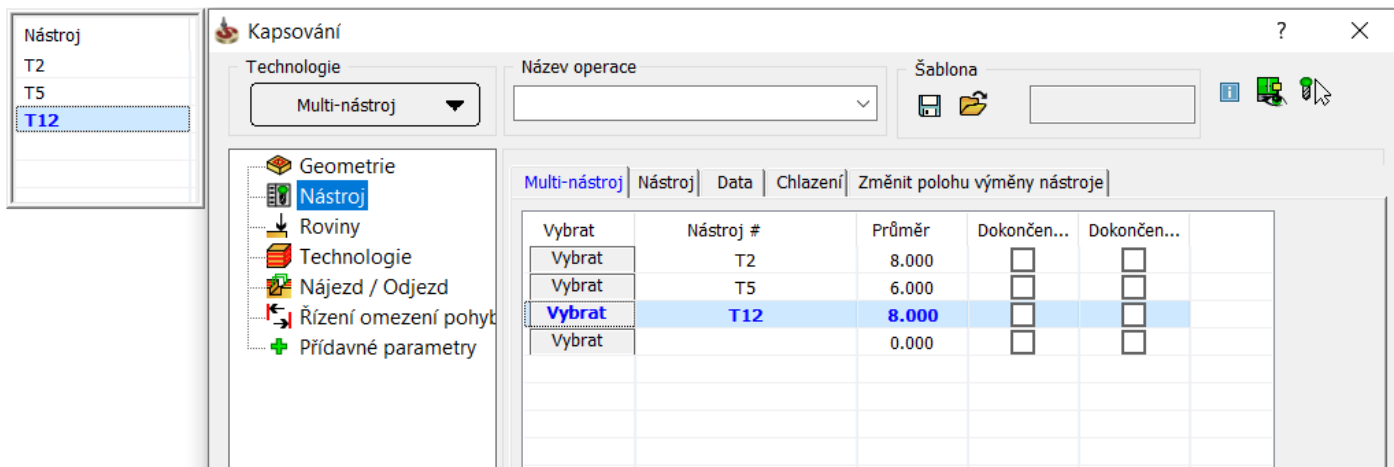 Nástroj
T2
T5
T12
Kapsování
?
Technologie
Multi-nástroj
Název operace
Šablona
i
Geometrie
Nástroj
Roviny
Technologie
Nájezd / Odjezd
Řízení omezení pohyb
Přídavné parametry
Multi-nástroj Nástroj Data Chlazení Změnit polohu výměny nástroje
Vybrat Nástroj # Průměr Dokončen... Dokončen...
Vybrat T2 8.000
Vybrat T5 6.000
Vybrat T12 8.000
Vybrat 0.000